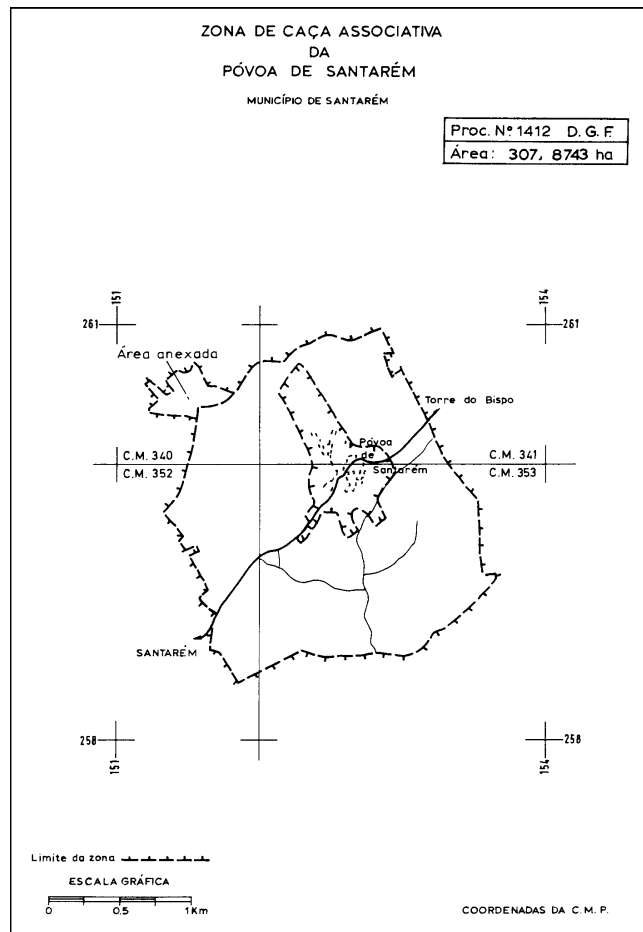 ZONA DE CAÇA ASSOCIATIVA
DA
PÓVOA DE SANTARÉM
MUNICÍPIO DE SANTARÉM
Proc. Nº 1412 D. G. F.
Área: 307, 8743 ha
151
154
261
261
Área anexada
Torre do Bispo
Póvoa
de
Santarém
C.M. 340
C.M. 341
C.M. 352
C.M. 353
SANTARÉM
258
258
151
154
Limite da zona
ESCALA GRÁFICA
0 0,5 1Km
COORDENADAS DA C. M. P.